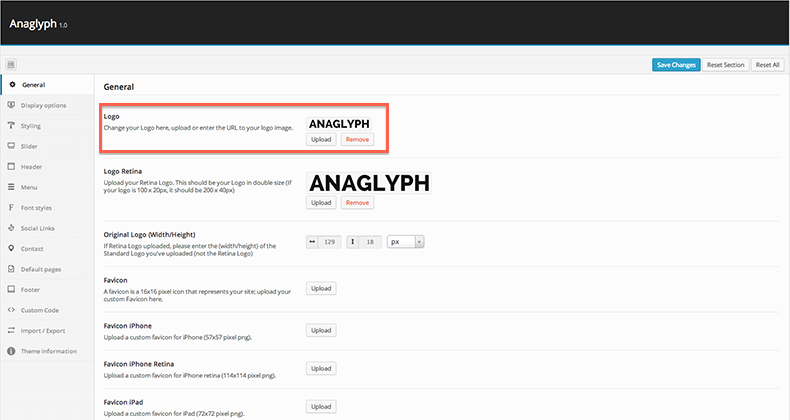 Anaglyph 1.0
Save Changes
Reset Section
Reset All
General
Display options
Styling
Slider
Header
Menu
Font styles
Social Links
Contact
Default pages
Footer
Custom Code
Import / Export
Theme Information
General
Logo
Change your Logo here, upload or enter the URL to your logo image.
ANAGLYPH
Upload
Remove
Logo Retina
Upload your Retina Logo. This should be your Logo in double size (If
your logo is 100 x 20px, it should be 200 x 40px)
ANAGLYPH
Upload
Remove
Original Logo (Width/Height)
If Retina Logo uploaded, please enter the (width/height) of the
Standard Logo you've uploaded (not the Retina Logo)
129
18
px
Favicon
A favicon is a 16x16 pixel icon that represents your site; upload your
custom Favicon here.
Upload
Favicon iPhone
Upload a custom favicon for iPhone (57x57 pixel png).
Upload
Favicon iPhone Retina
Upload a custom favicon for iPhone retina (114x114 pixel png).
Upload
Favicon iPad
Upload a custom favicon for iPad (72x72 pixel png).
Upload